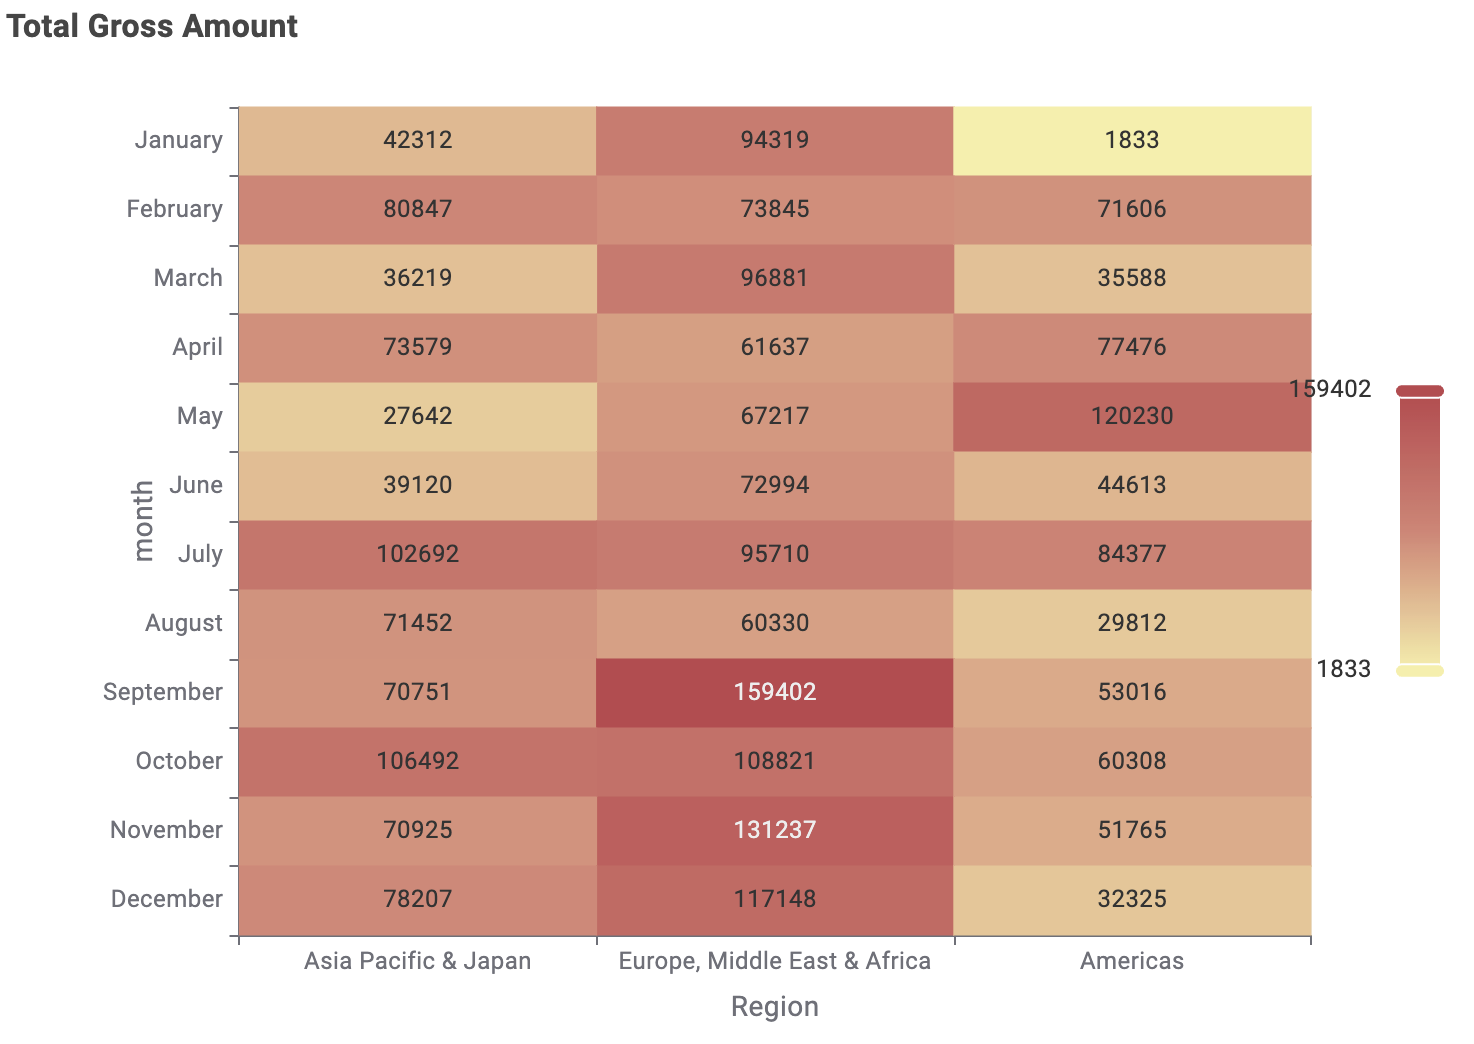 Total Gross Amount
January 42312 94319 1833
February 80847 73845 71606
March 36219 96881 35588
April 73579 61637 77476
159402
May 27642 67217 120230
June 39120 72994 44613
month
July 102692 95710 84377
August 71452 60330 29812
1833
September 70751 159402 53016
October 106492 108821 60308
November 70925 131237 51765
December 78207 117148 32325
Asia Pacific & Japan Europe, Middle East & Africa Americas
Region